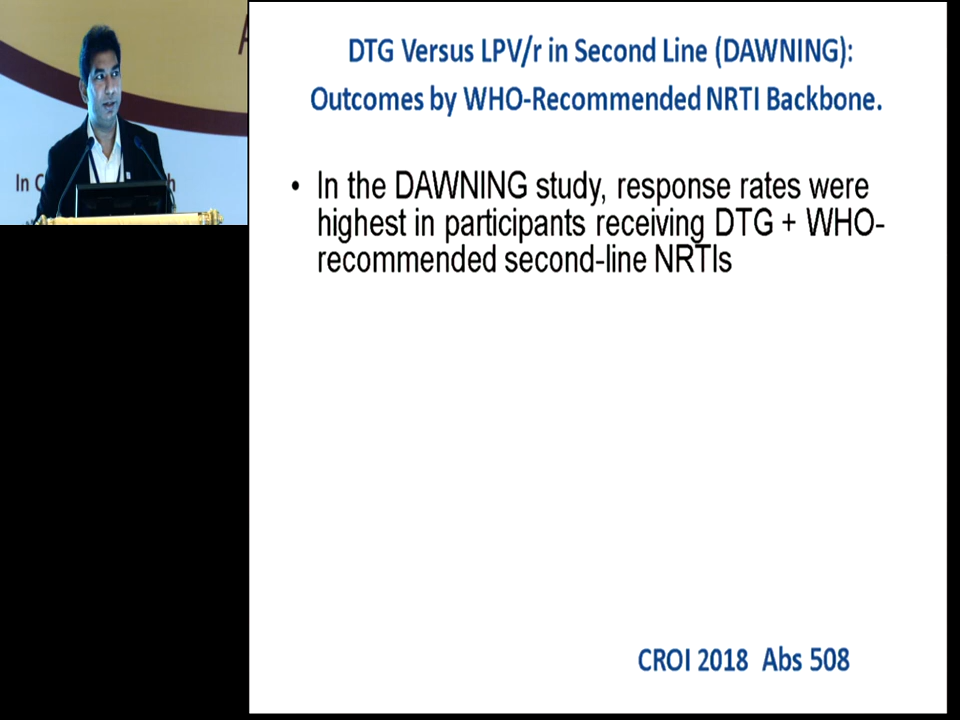 In C
DTG Versus LPV/r in Second Line (DAWNING):
Outcomes by WHO-Recommended NRTI Backbone.
• In the DAWNING study, response rates were
highest in participants receiving DTG + WHO-
recommended second-line NRTIs
CROI 2018 Abs 508